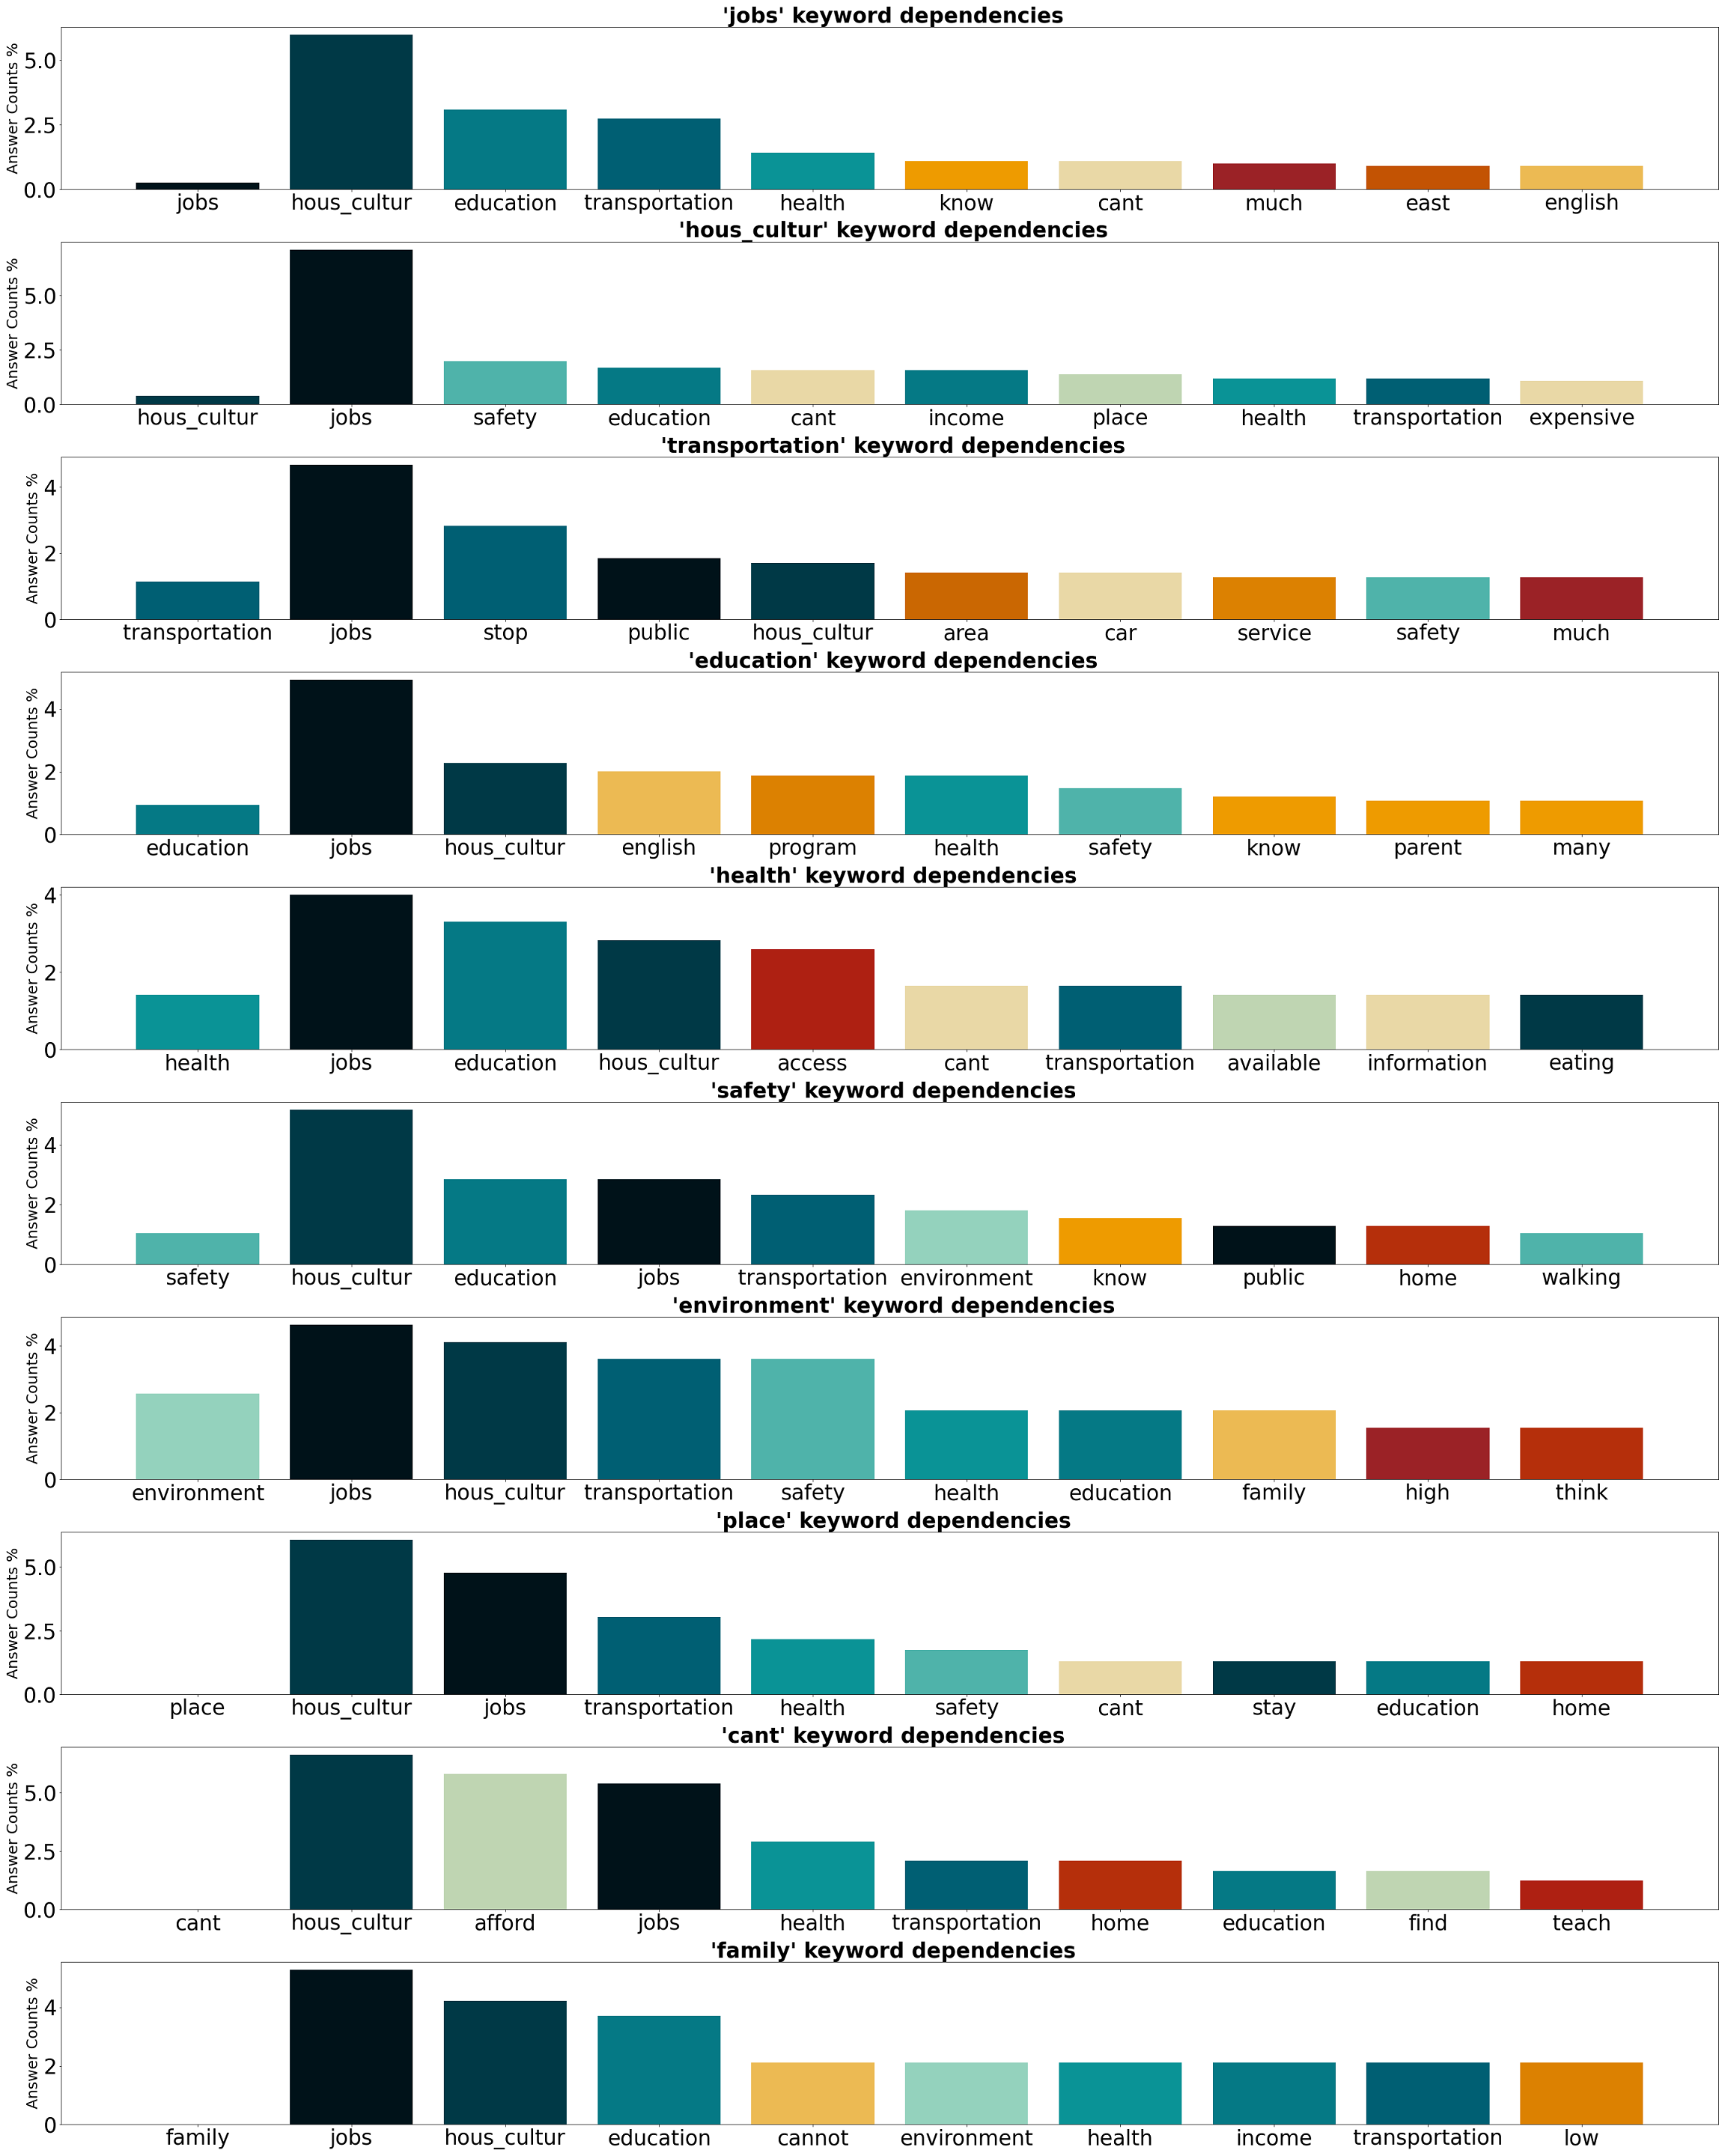 'jobs' keyword dependencies
Answer Counts %
5.0
2.5
0.0
jobs hous_cultur education transportation health know cant much east english
'hous_cultur' keyword dependencies
Answer Counts %
5.0
2.5
0.0
hous_cultur jobs safety education cant income place health transportation expensive
'transportation' keyword dependencies
Answer Counts %
4
2
0
transportation jobs stop public hous_cultur area car service safety much
'education' keyword dependencies
Answer Counts %
4
2
0
education jobs hous_cultur english program health safety know parent many
'health' keyword dependencies
Answer Counts %
4
2
0
health jobs education hous_cultur access cant transportation available information eating
'safety' keyword dependencies
Answer Counts %
4
2
0
safety hous_cultur education jobs transportation environment know public home walking
'environment' keyword dependencies
Answer Counts %
4
2
0
environment jobs hous_cultur transportation safety health education family high think
'place' keyword dependencies
Answer Counts %
5.0
2.5
0.0
place hous_cultur jobs transportation health safety cant stay education home
'cant' keyword dependencies
Answer Counts %
5.0
2.5
0.0
cant hous_cultur afford jobs health transportation home education find teach
'family' keyword dependencies
Answer Counts %
4
2
0
family jobs hous_cultur education cannot environment health income transportation low